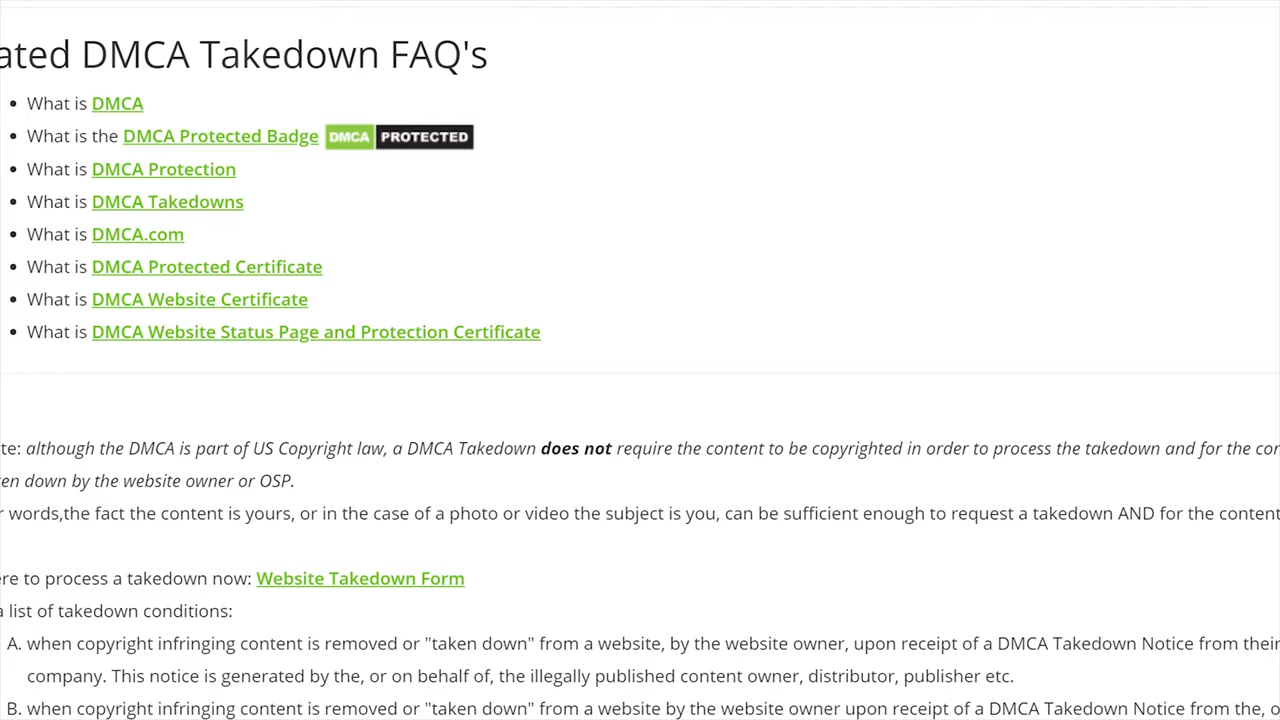 ated DMCA Takedown FAQ's
• What is DMCA
• What is the DMCA Protected Badge DMCA PROTECTED
• What is DMCA Protection
• What is DMCA Takedowns
• What is DMCA.com
• What is DMCA Protected Certificate
• What is DMCA Website Certificate
• What is DMCA Website Status Page and Protection Certificate
te: although the DMCA is part of US Copyright law, a DMCA Takedown does not require the content to be copyrighted in order to process the takedown and for the con
en down by the website owner or OSP.
r words,the fact the content is yours, or in the case of a photo or video the subject is you, can be sufficient enough to request a takedown AND for the content
ere to process a takedown now: Website Takedown Form
a list of takedown conditions:
A. when copyright infringing content is removed or "taken down" from a website, by the website owner, upon receipt of a DMCA Takedown Notice from their
company. This notice is generated by the, or on behalf of, the illegally published content owner, distributor, publisher etc.
B. when copyright infringing content is removed or "taken down" from a website by the website owner upon receipt of a DMCA Takedown Notice from the, o